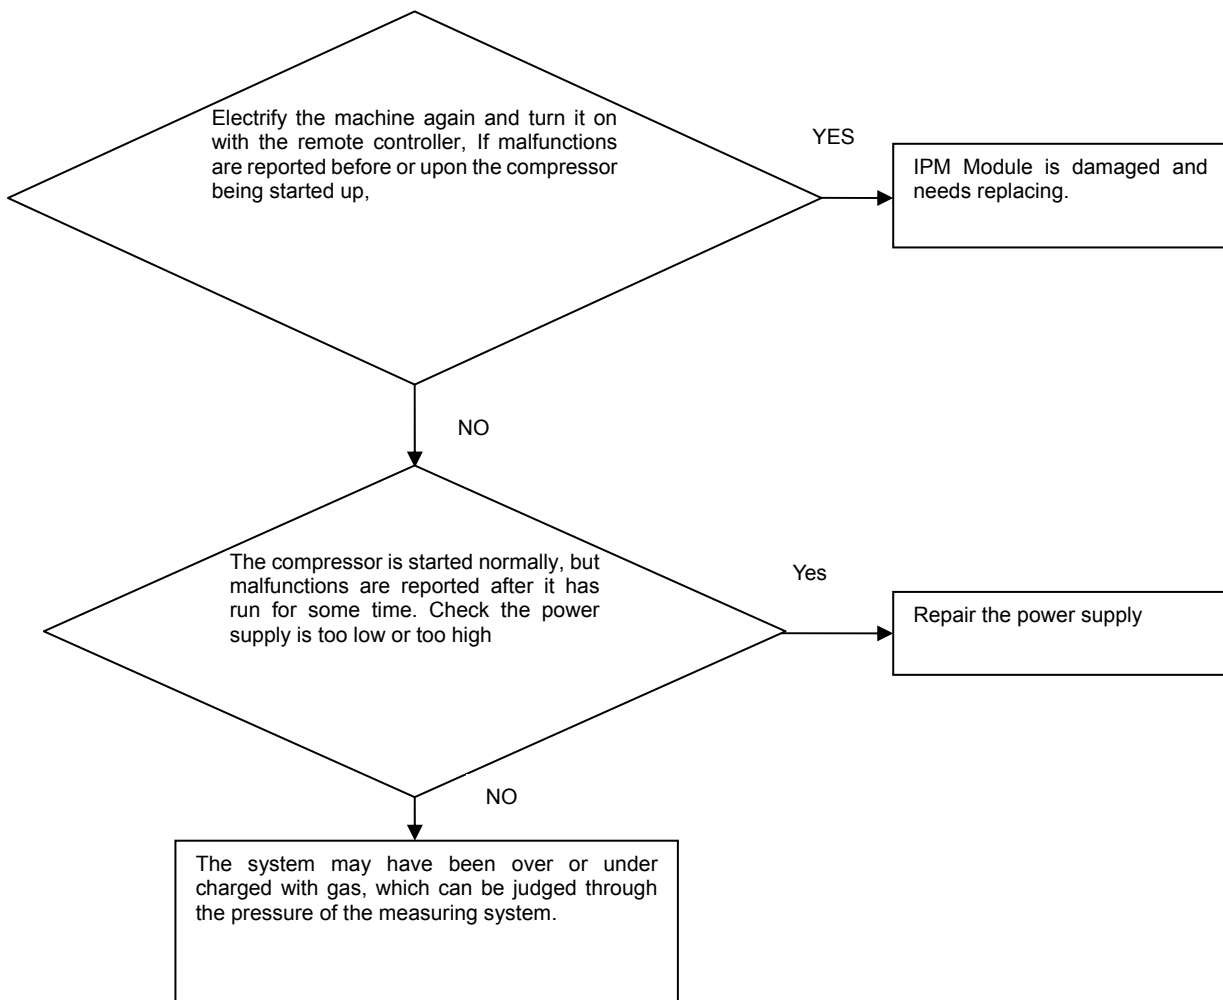 Electrify the machine again and turn it on
with the remote controller, If malfunctions
are reported before or upon the compressor
being started up,
YES
IPM Module is damaged and
needs replacing.
NO
The compressor is started normally, but
malfunctions are reported after it has
run for some time. Check the power
supply is too low or too high
Yes
Repair the power supply
NO
The system may have been over or under
charged with gas, which can be judged through
the pressure of the measuring system.